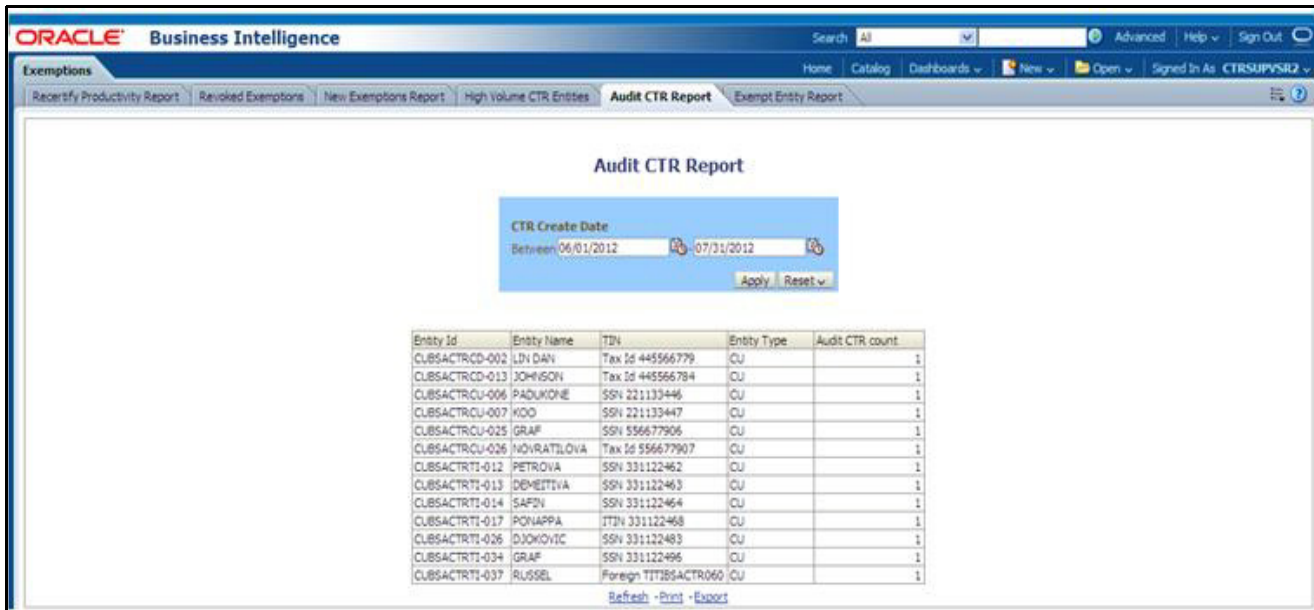 ORACLE Business Intelligence Search All Advanced Help Sign Out
Exemptions Home Catalog Dashboards New Open Signed In As CTRSUPVSR2
Recertify Productivity Report Revoked Exemptions New Exemptions Report High Volume CTR Entities Audit CTR Report Exempt Entity Report
Audit CTR Report
CTR Create Date
Between 06/01/2012 - 07/31/2012
Apply Reset
Entity Id Entity Name TIN Entity Type Audit CTR count
CUBSACTRCD-002 LIN DAN Tax Id 445566779 CU 1
CUBSACTRCD-013 JOHNSON Tax Id 445566784 CU 1
CUBSACTRCU-006 PADUKONE SSN 221133446 CU 1
CUBSACTRCU-007 KOO SSN 221133447 CU 1
CUBSACTRCU-025 GRAF SSN 556677906 CU 1
CUBSACTRCU-026 NOVRATILOVA Tax Id 556677907 CU 1
CUBSACTRTI-012 PETROVA SSN 331122462 CU 1
CUBSACTRTI-013 DEMEITIVA SSN 331122463 CU 1
CUBSACTRTI-014 SAFIN SSN 331122464 CU 1
CUBSACTRTI-017 PONAPPA ITIN 331122468 CU 1
CUBSACTRTI-026 DJOKOVIC SSN 331122483 CU 1
CUBSACTRTI-034 GRAF SSN 331122496 CU 1
CUBSACTRTI-037 RUSSEL Foreign TITIBSACTR060 CU 1
Refresh - Print - Export